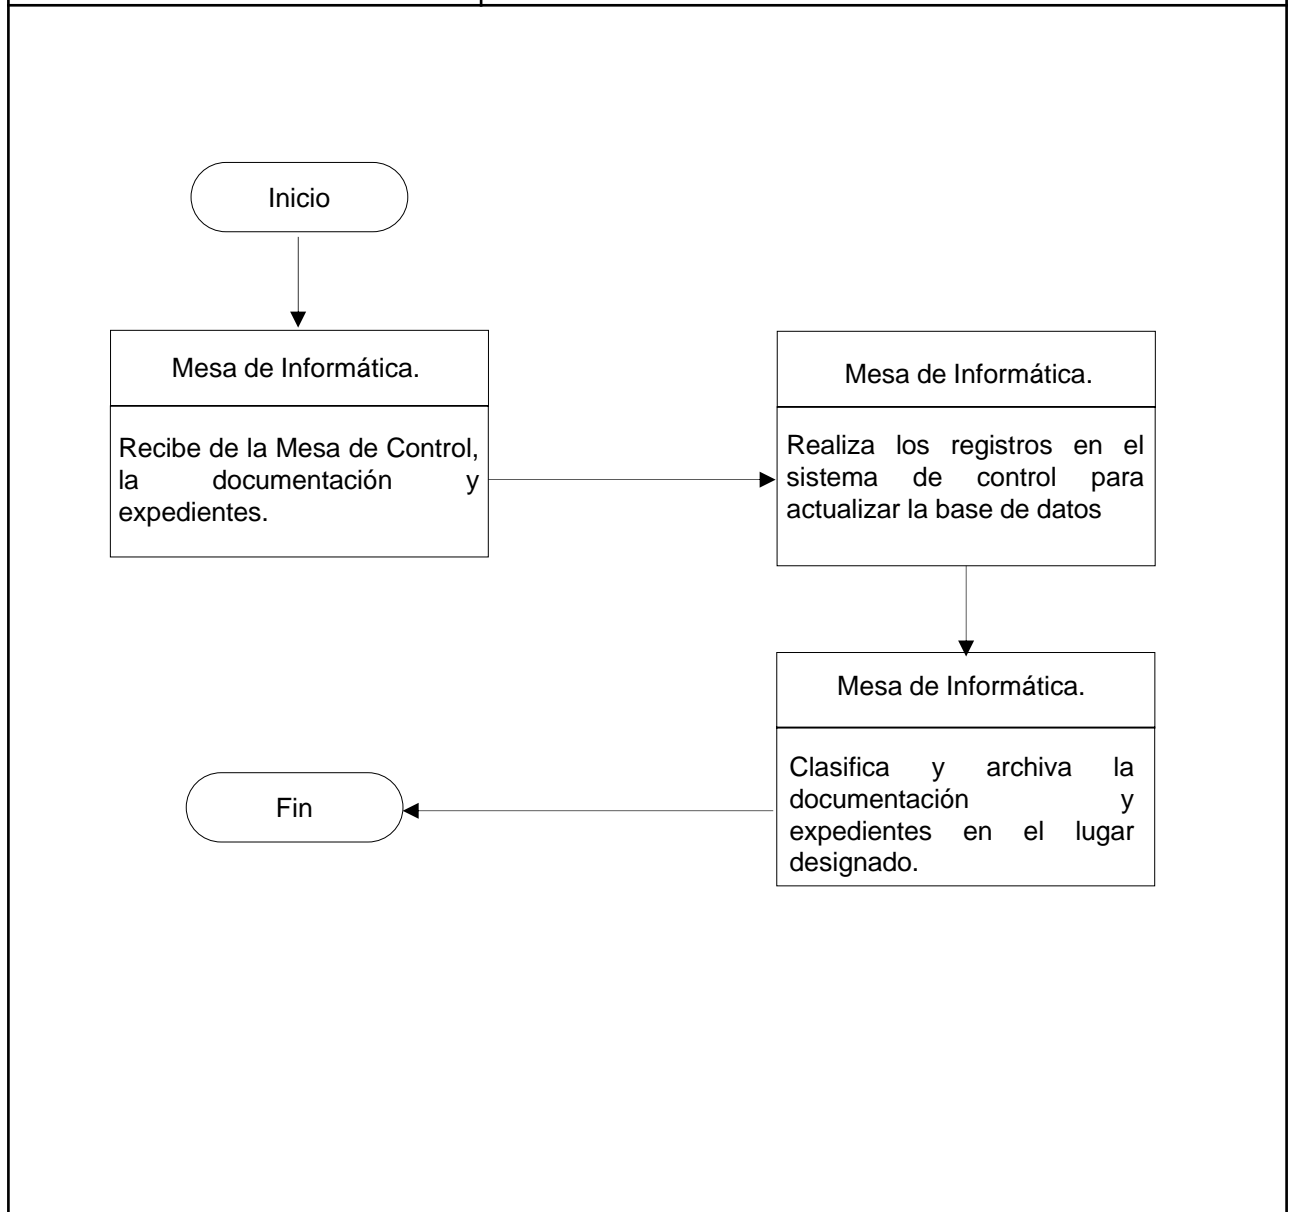 Inicio
Mesa de Informática.
Recibe de la Mesa de Control,
la documentación y
expedientes.
Mesa de Informática.
Realiza los registros en el
sistema de control para
actualizar la base de datos
Mesa de Informática.
Clasifica y archiva la
documentación y
expedientes en el lugar
designado.
Fin